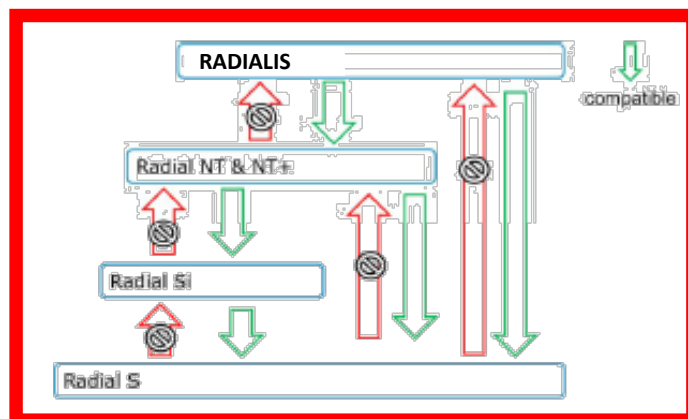 RADIALIS
compatible
Radial NT & NT+
Radial Si
Radial S